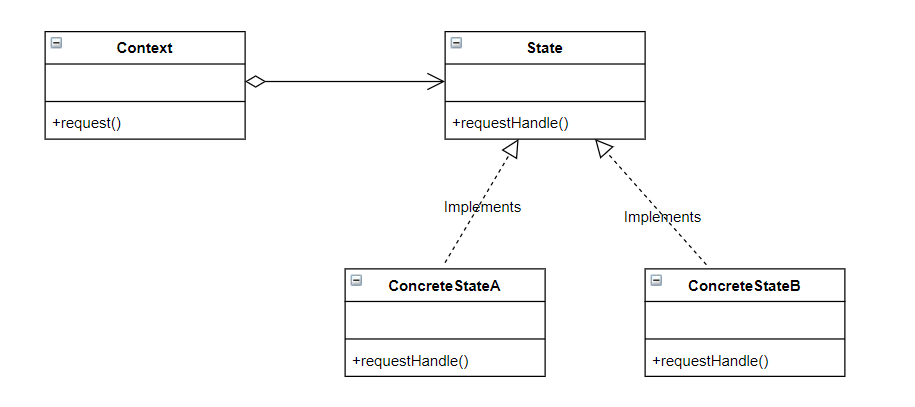 Context
+request()
State
+requestHandle()
Implements
Implements
ConcreteStateA
+requestHandle()
ConcreteStateB
+requestHandle()